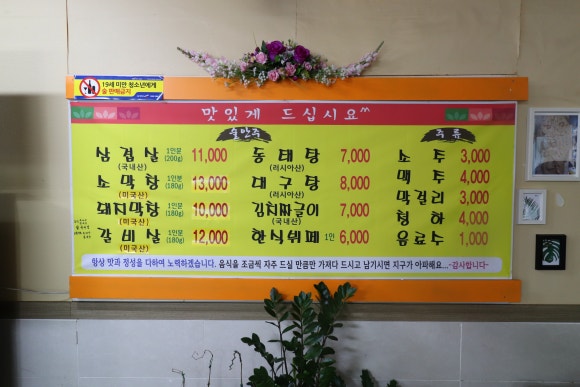 19세 미만 청소년에게
술 판매금지
맛있게 드십시요^^
술안주
주류
삼겹살 1인분 (200g) 11,000
(국내산)
소막창 1인분 (180g) 13,000
(미국산)
돼지막창 1인분 (180g) 10,000
(미국산)
갈비살 1인분 (180g) 12,000
(미국산)
동태탕 7,000
(러시아산)
대구탕 8,000
(러시아산)
김치짜글이 7,000
(국내산)
한식뷔페 1인 6,000
소주 3,000
맥주 4,000
막걸리 3,000
청하 4,000
음료수 1,000
항상 맛과 정성을 다하여 노력하겠습니다. 음식을 조금씩 자주 드실 만큼만 가져다 드시고 남기시면 지구가 아파해요...-감사합니다-